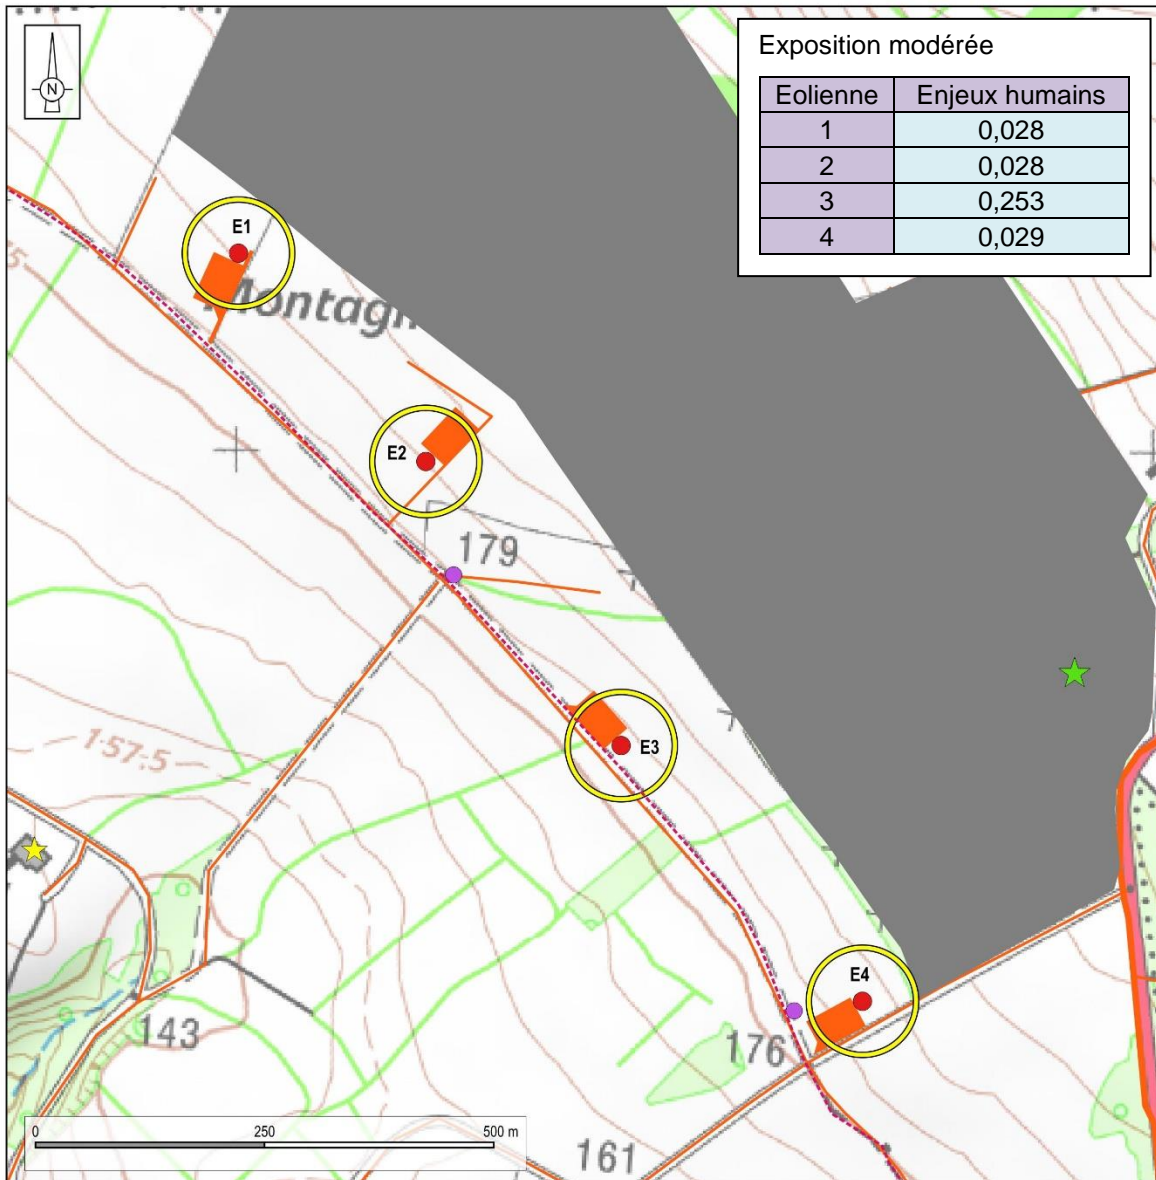 N
Exposition modérée
Eolienne Enjeux humains
1 0,028
2 0,028
3 0,253
4 0,029
E1
E2
179
E3
157,5
E4
176
143
161
0 250 500 m